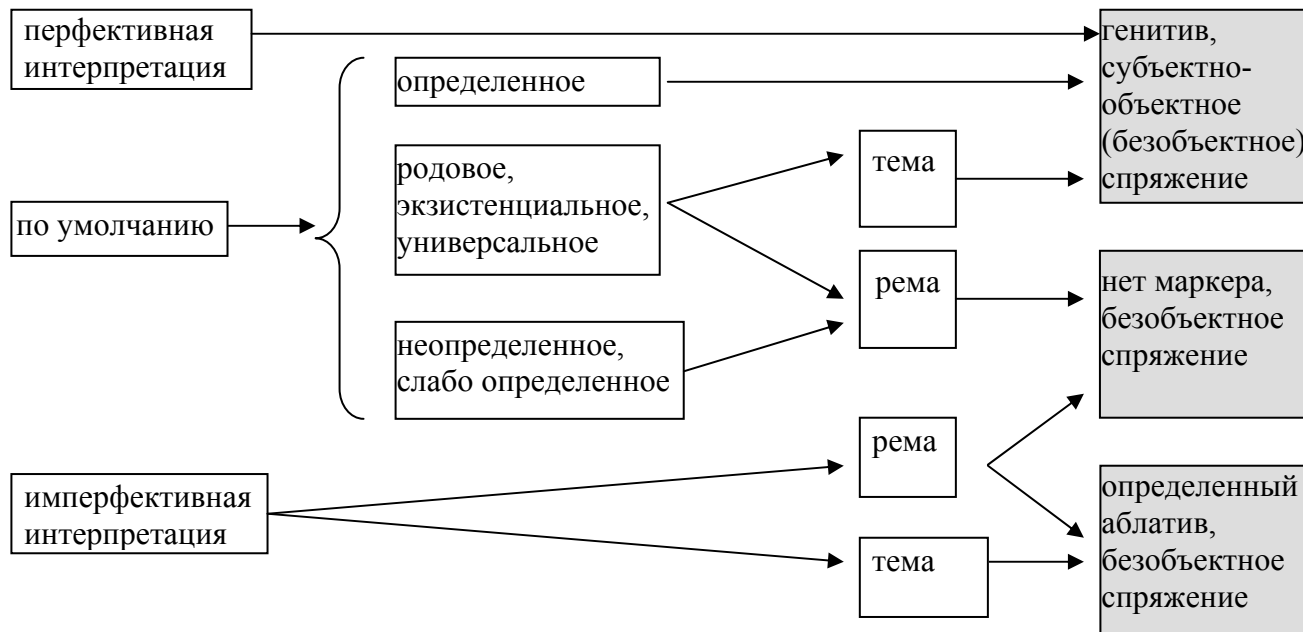 перфективная
интерпретация
генитив,
субъектно-
объектное
(безобъектное)
спряжение
определенное
родовое,
экзистенциальное,
универсальное
тема
по умолчанию
рема
нет маркера,
безобъектное
спряжение
неопределенное,
слабо определенное
рема
имперфективная
интерпретация
определенный
аблатив,
безобъектное
спряжение
тема